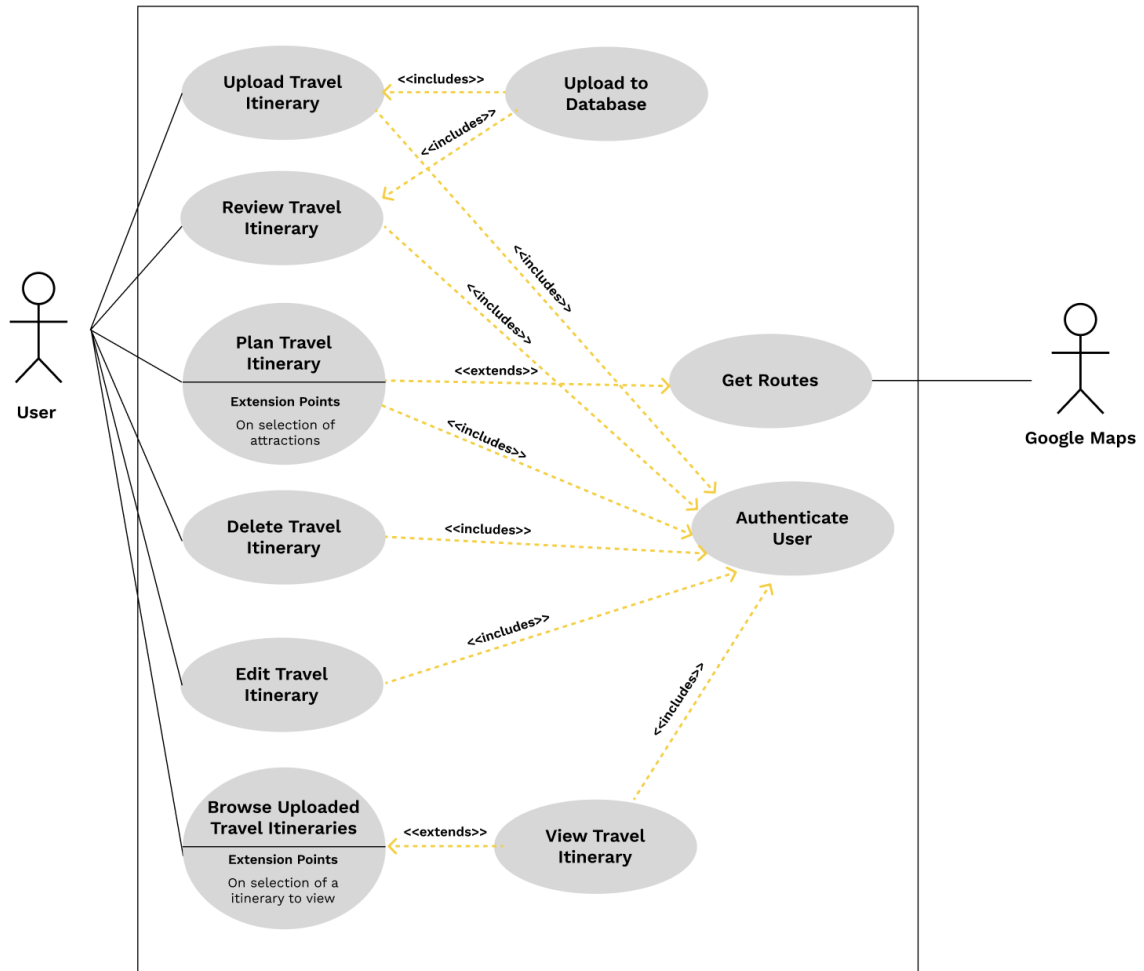 Upload Travel
Itinerary
<<includes>>
Upload to
Database
<<includes>>
Review Travel
Itinerary
<<includes>>
<<includes>>
User
Plan Travel
Itinerary
Extension Points
On selection of
attractions
<<extends>>
Get Routes
Google Maps
<<includes>>
Delete Travel
Itinerary
<<includes>>
Authenticate
User
Edit Travel
Itinerary
<<includes>>
<<includes>>
Browse Uploaded
Travel Itineraries
Extension Points
On selection of a
itinerary to view
<<extends>>
View Travel
Itinerary